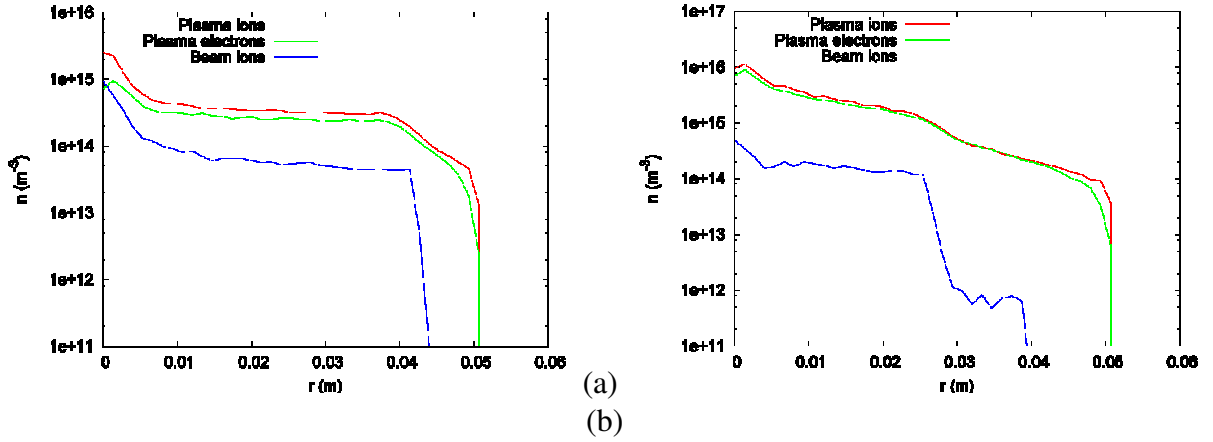 1e+16
1e+15
1e+14
1e+13
1e+12
1e+11
n (m-3)
Plasma ions
Plasma electrons
Beam ions
0
0.01
0.02
0.03
0.04
0.05
0.06
r (m)
(a)
1e+17
1e+16
1e+15
1e+14
1e+13
1e+12
1e+11
n (m-3)
Plasma ions
Plasma electrons
Beam ions
0
0.01
0.02
0.03
0.04
0.05
0.06
r (m)
(b)